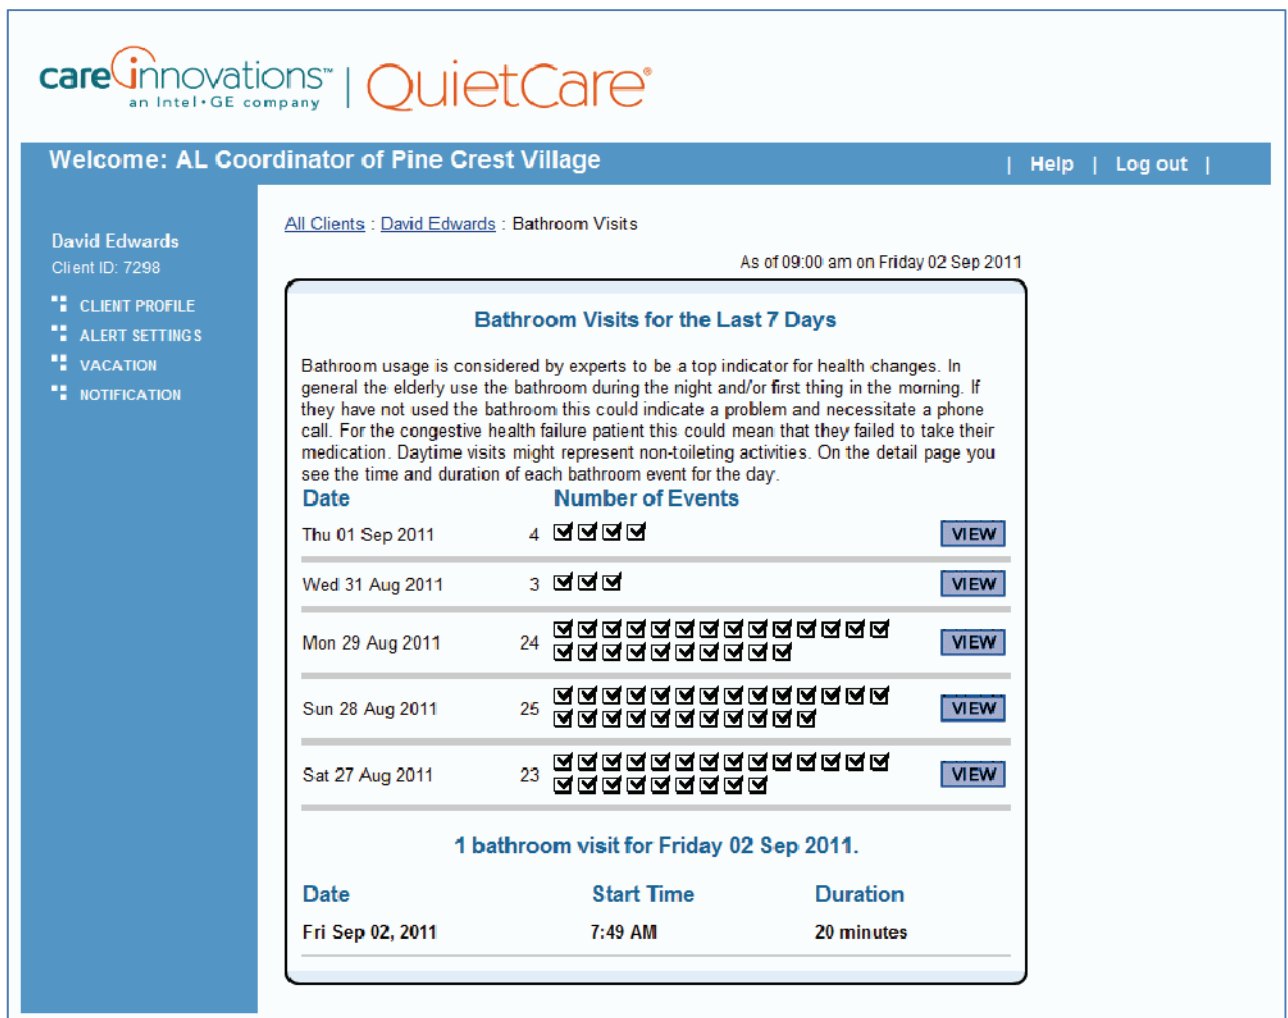 careinnovations™ | QuietCare®
an Intel•GE company
Welcome: AL Coordinator of Pine Crest Village
| Help | Log out |
David Edwards
Client ID: 7298
CLIENT PROFILE
ALERT SETTINGS
VACATION
NOTIFICATION
All Clients : David Edwards : Bathroom Visits
As of 09:00 am on Friday 02 Sep 2011
Bathroom Visits for the Last 7 Days
Bathroom usage is considered by experts to be a top indicator for health changes. In
general the elderly use the bathroom during the night and/or first thing in the morning. If
they have not used the bathroom this could indicate a problem and necessitate a phone
call. For the congestive health failure patient this could mean that they failed to take their
medication. Daytime visits might represent non-toileting activities. On the detail page you
see the time and duration of each bathroom event for the day.
Date Number of Events
Thu 01 Sep 2011 4 VIEW
Wed 31 Aug 2011 3 VIEW
Mon 29 Aug 2011 24 VIEW
Sun 28 Aug 2011 25 VIEW
Sat 27 Aug 2011 23 VIEW
1 bathroom visit for Friday 02 Sep 2011.
Date Start Time Duration
Fri Sep 02, 2011 7:49 AM 20 minutes